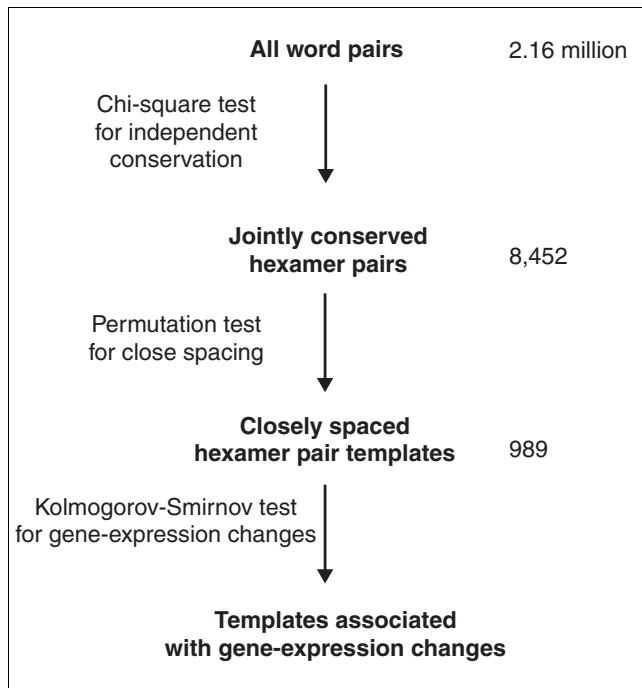 All word pairs 2.16 million
Chi-square test
for independent
conservation
Jointly conserved
hexamer pairs
8,452
Permutation test
for close spacing
Closely spaced
hexamer pair templates
989
Kolmogorov-Smirnov test
for gene-expression changes
Templates associated
with gene-expression changes